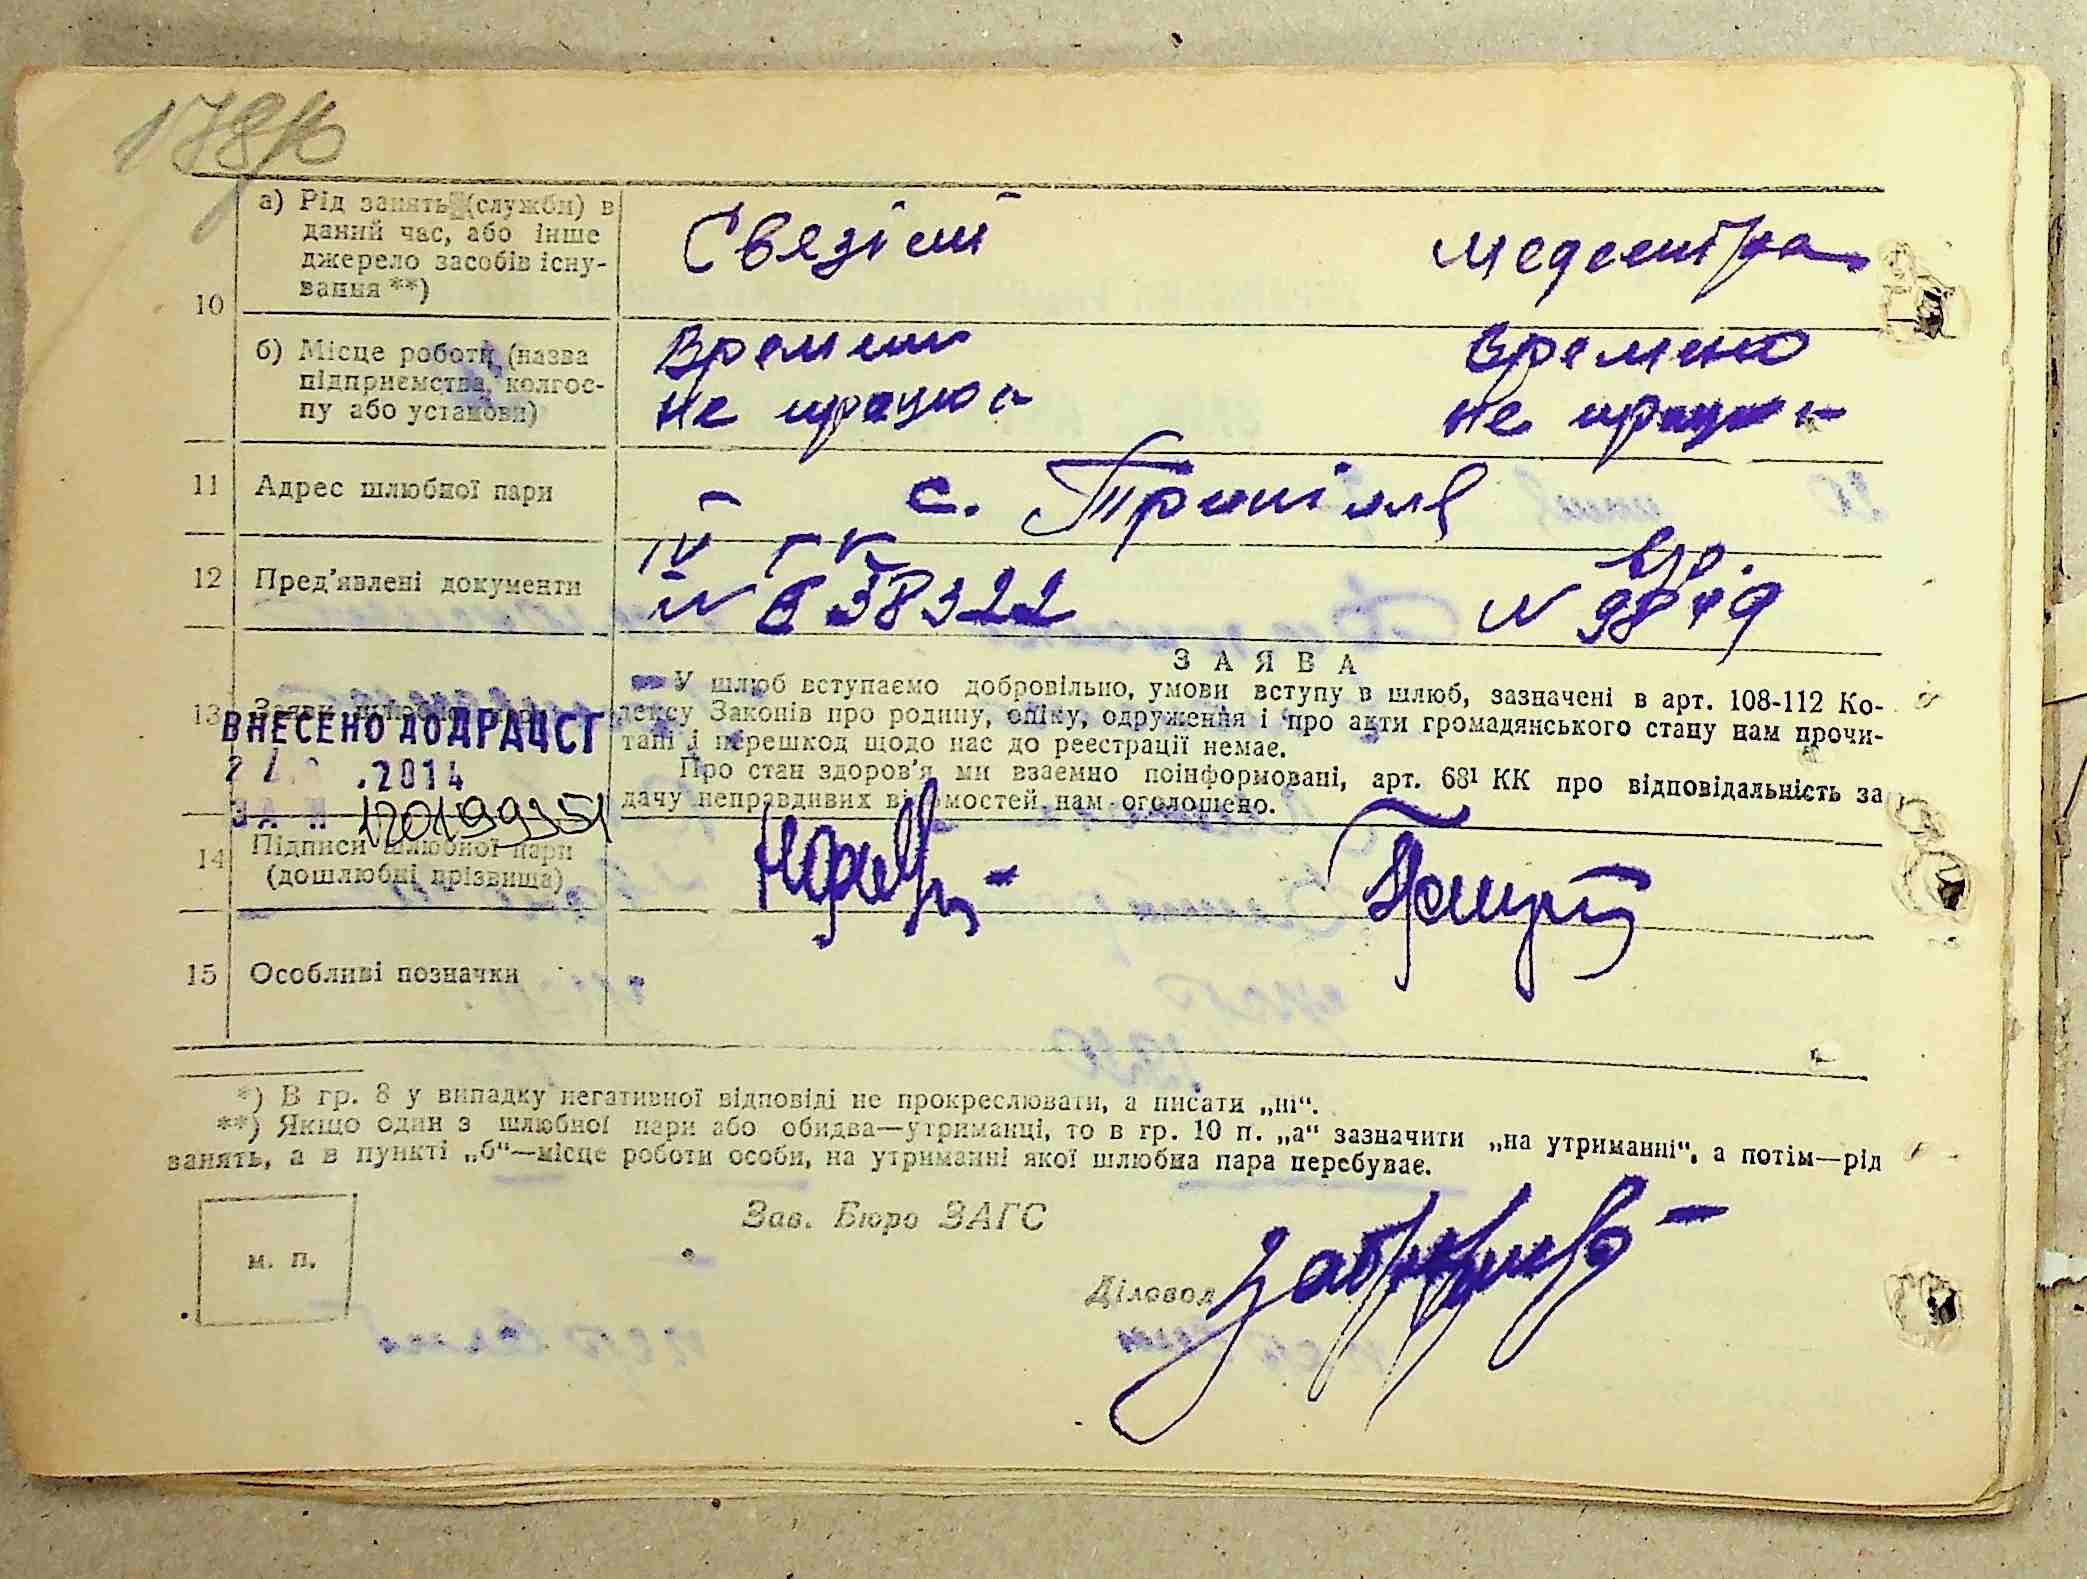 а) Рід занять (служби) в
даний час, або інше
джерело засобів існу-
вання **)
Свезіст
медсестра
10
б) Місце роботи (назва
підприємства, колгос-
пу або установи)
не працює
Времено
не працює
11 Адрес шлюбної пари
с. Трипілля
12 Пред'явлені документи
IV
N 638322
N
ЗАЯВА
13
У шлюб вступаємо добровільно, умови вступу в шлюб, зазначені в арт. 108-112 Ко-
дексу Законів про родину, опіку, одруження і про акти громадянського стану нам прочи-
тані і перешкод щодо нас до реестрації немає.
Про стан здоров'я ми взаємно поінформовані, арт. 68¹ КК про відповідальність за
дачу неправдивих відомостей нам оголошено.
ВНЕСЕНО ДО ДРАЦСГ
.2014
ЗА N 120199351
14 Підписи шлюбної пари
(дошлюбні прізвища)
15 Особливі позначки
*) В гр. 8 у випадку негативної відповіді не прокреслювати, а писати „ні“.
**) Якщо один з шлюбної пари або обидва—утриманці, то в гр. 10 п. „а“ зазначити „на утриманні“, а потім—рід
занять, а в пункті „б“—місце роботи особи, на утриманні якої шлюбна пара перебуває.
Зав. Бюро ЗАГС
м. п.
Діловод